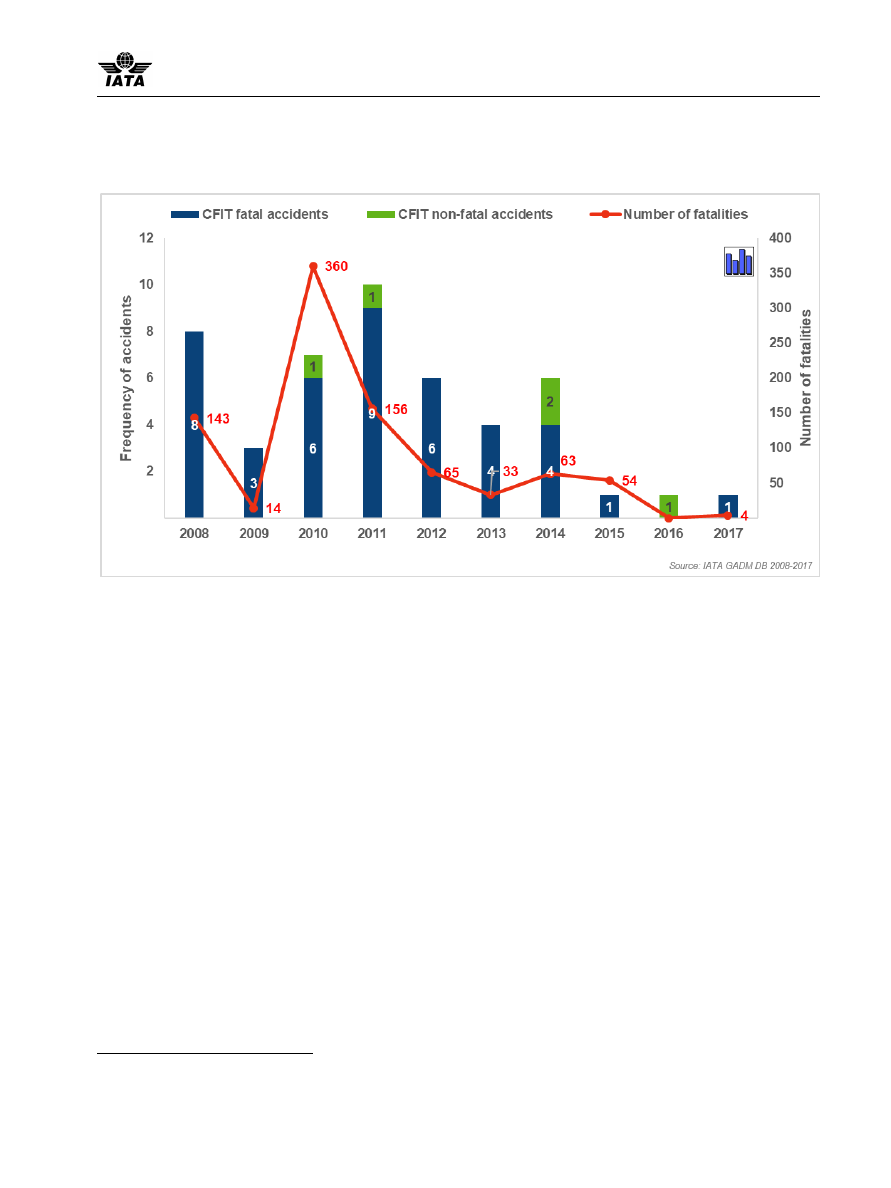 IATA
CFIT fatal accidents CFIT non-fatal accidents Number of fatalities
12 400
350
360
10 300
1
8 250
1
6 200
2
9 156
150
8 143
4 100
6 6 65 4 33 4 63 54
2 50
3 14
1 1 1 4
2008 2009 2010 2011 2012 2013 2014 2015 2016 2017
Frequency of accidents
Number of fatalities
Source: IATA GADM DB 2008-2017